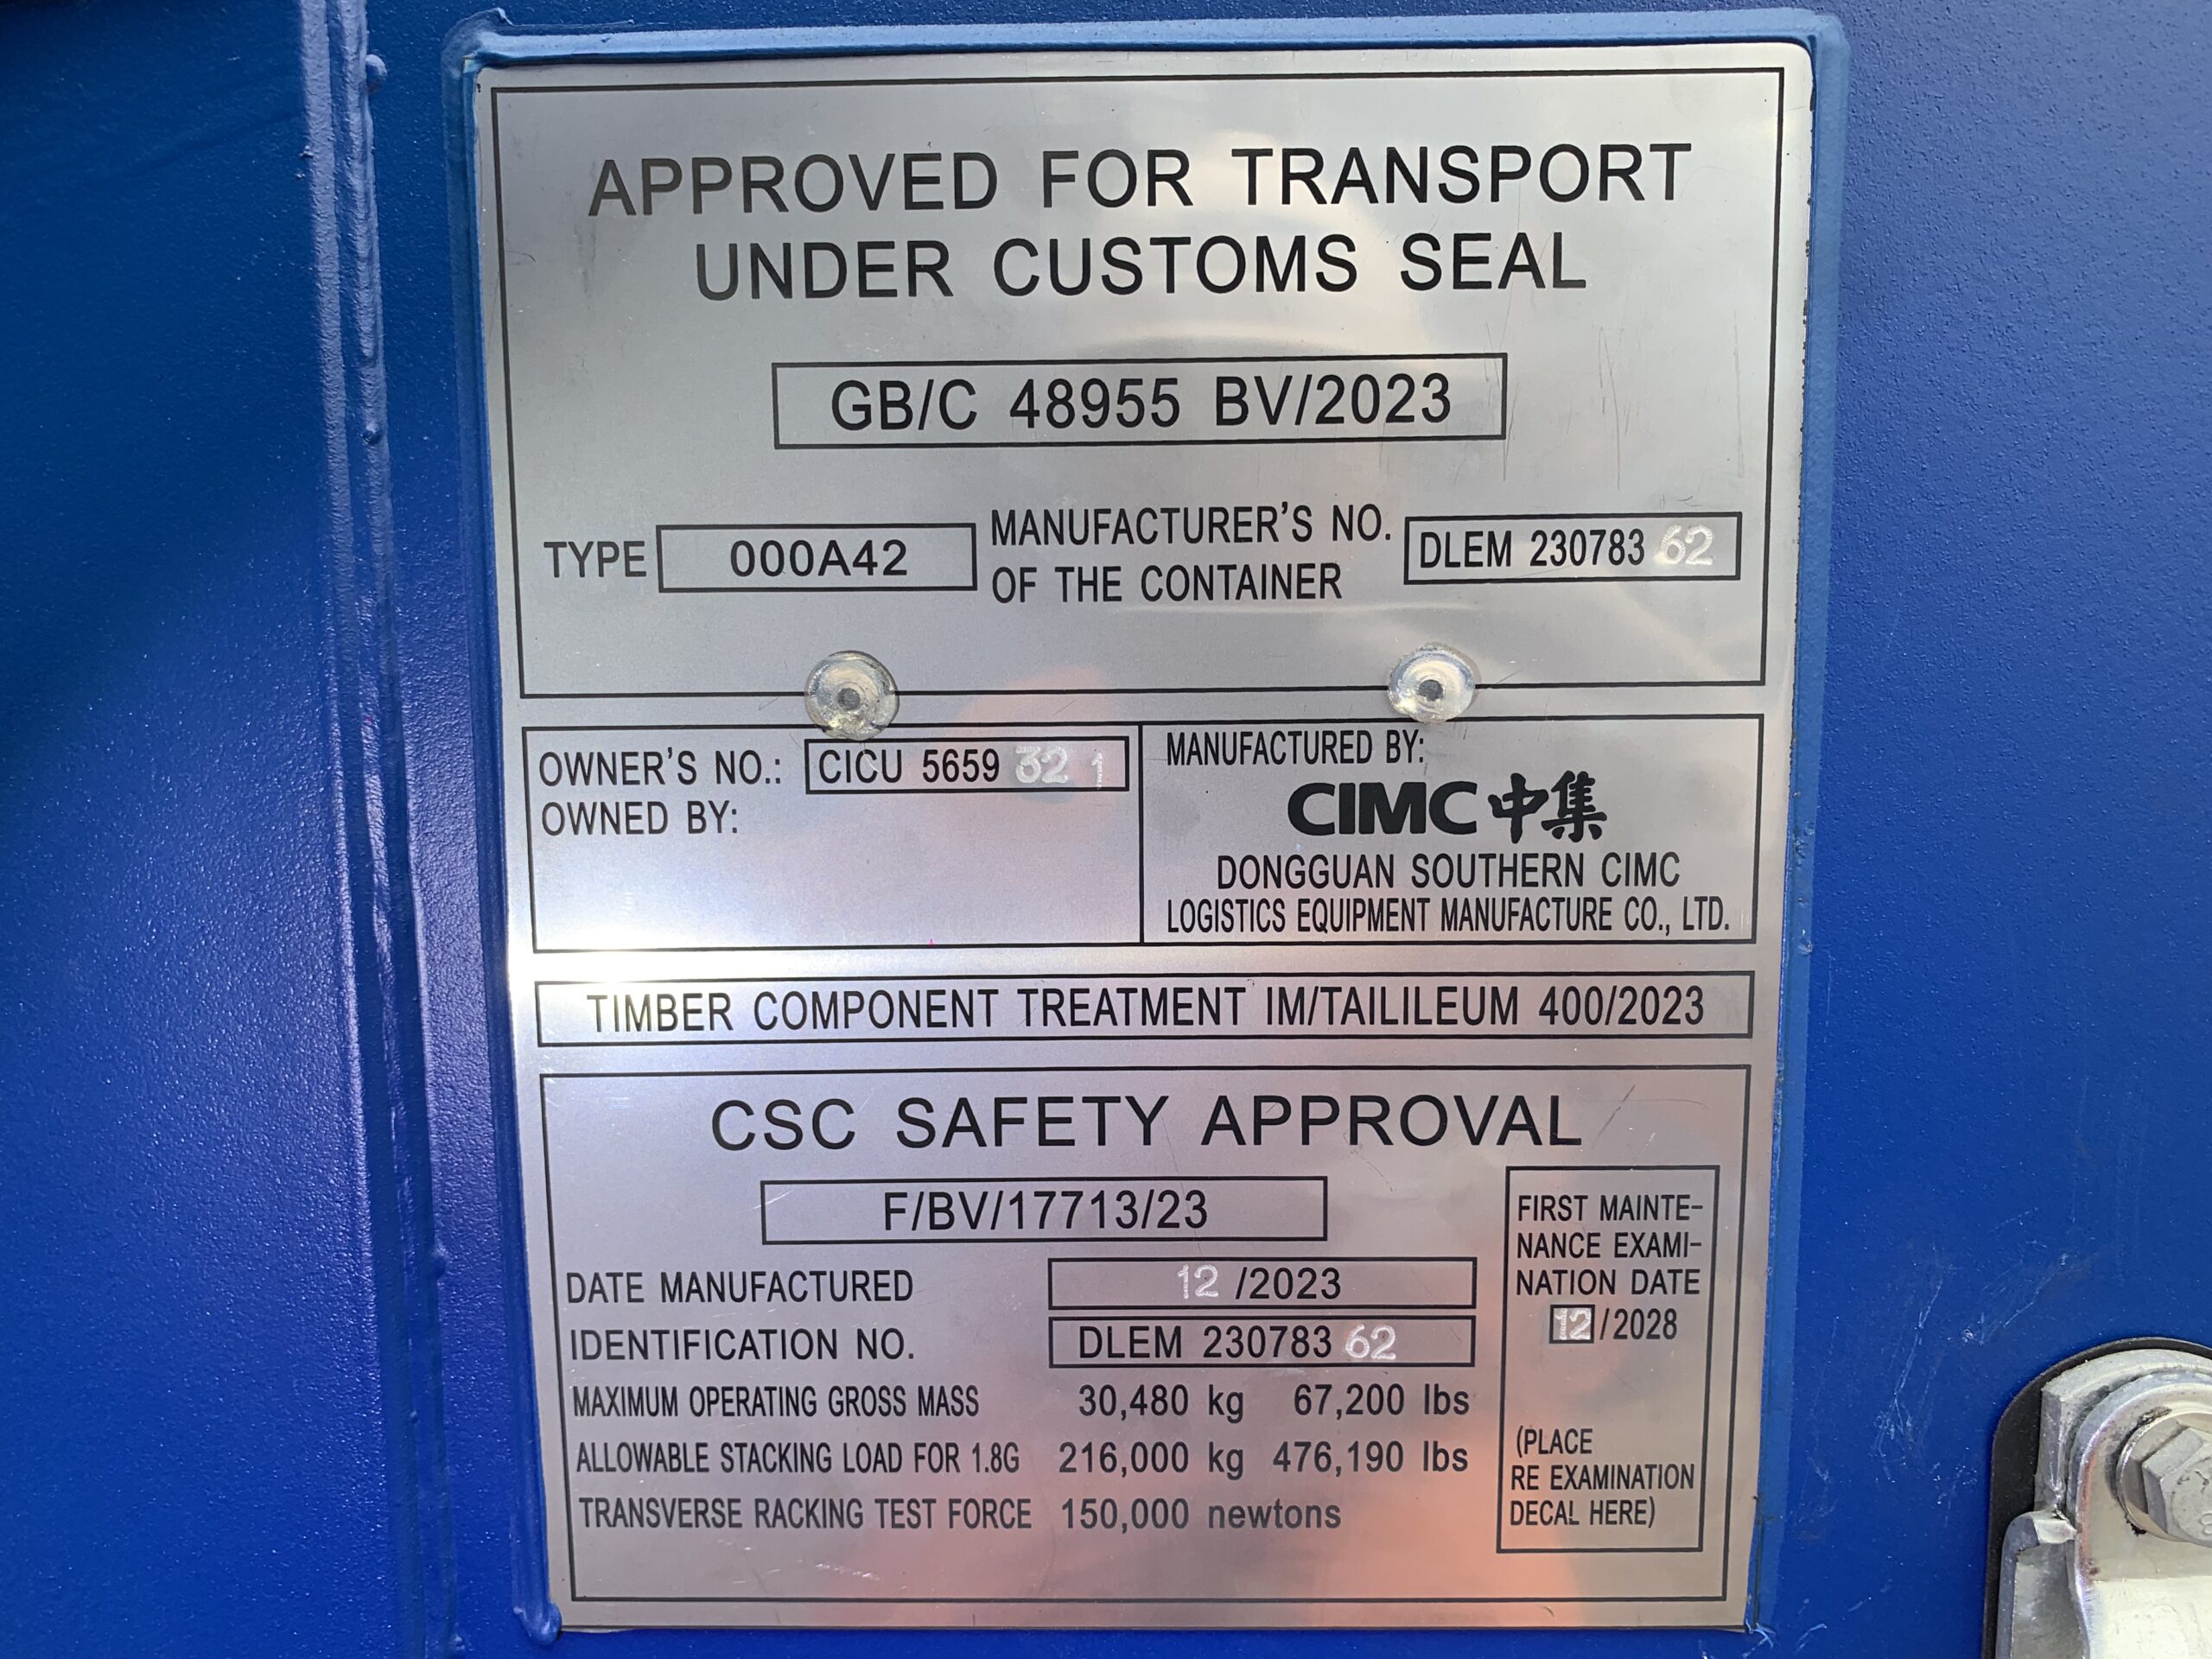 APPROVED FOR TRANSPORT
UNDER CUSTOMS SEAL
GB/C 48955 BV/2023
TYPE 000A42
MANUFACTURER'S NO.
OF THE CONTAINER
DLEM 230783 62
OWNER'S NO.: CICU 5659 32 1
OWNED BY:
MANUFACTURED BY:
CIMC 中集
DONGGUAN SOUTHERN CIMC
LOGISTICS EQUIPMENT MANUFACTURE CO., LTD.
TIMBER COMPONENT TREATMENT IM/TAILILEUM 400/2023
CSC SAFETY APPROVAL
F/BV/17713/23
DATE MANUFACTURED 12 /2023
IDENTIFICATION NO. DLEM 230783 62
MAXIMUM OPERATING GROSS MASS 30,480 kg 67,200 lbs
ALLOWABLE STACKING LOAD FOR 1.8G 216,000 kg 476,190 lbs
TRANSVERSE RACKING TEST FORCE 150,000 newtons
FIRST MAINTE-
NANCE EXAMI-
NATION DATE
12/2028
(PLACE
RE EXAMINATION
DECAL HERE)